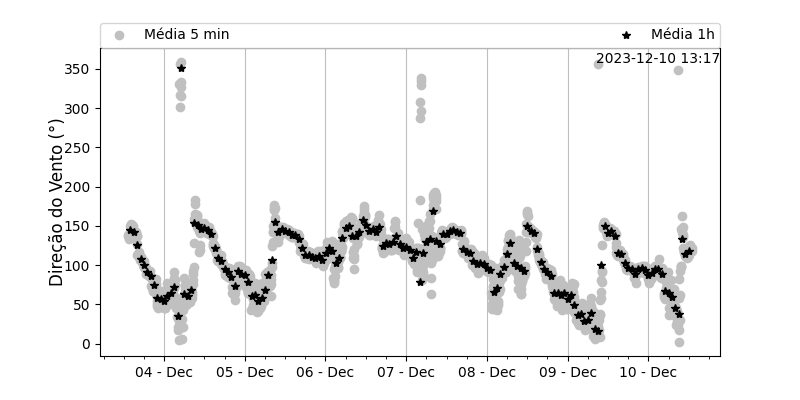 Média 5 min
Média 1h
2023-12-10 13:17
Direção do Vento (°)
350
300
250
200
150
100
50
0
04 - Dec
05 - Dec
06 - Dec
07 - Dec
08 - Dec
09 - Dec
10 - Dec